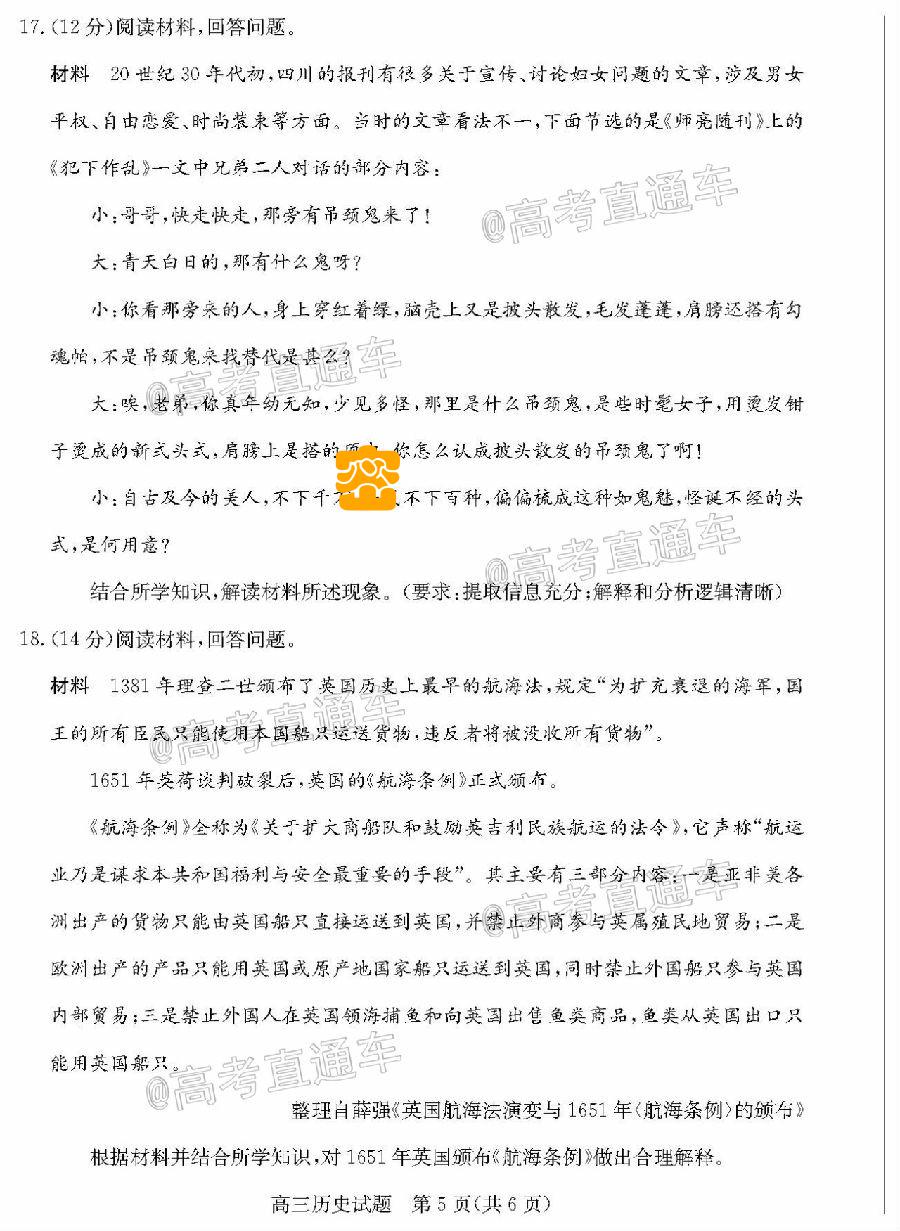 17.(12分)阅读材料,回答问题。
材料 20世纪30年代初,四川的报刊有很多关于宣传、讨论妇女问题的文章,涉及男女
平权、自由恋爱、时尚装束等方面。当时的文章看法不一,下面节选的是《师亮随刊》上的
《犯下作乱》一文中兄弟二人对话的部分内容:
小:哥哥,快走快走,那旁有吊颈鬼来了!
@高考直通车
大:青天白日的,那有什么鬼呀?
小:你看那旁来的人,身上穿红着绿,脑壳上又是披头散发,毛发蓬蓬,肩膀还搭有勾
魂帕,不是吊颈鬼来找替代是甚么?
@高考直通车
大:唉,老弟,你真年幼无知,少见多怪,那里是什么吊颈鬼,是些时髦女子,用烫发钳
子烫成的新式头式,肩膀上是搭的 你怎么认成披头散发的吊颈鬼了啊!
小:自古及今的美人,不下千 不下百种,偏偏梳成这种如鬼魅,怪诞不经的头
式,是何用意?
@高考直通车
结合所学知识,解读材料所述现象。(要求:提取信息充分;解释和分析逻辑清晰)
18.(14分)阅读材料,回答问题。
材料 1381年理查二世颁布了英国历史上最早的航海法,规定“为扩充衰退的海军,国
王的所有臣民只能使用本国船只运送货物,违反者将被没收所有货物”。
@高考直通车
1651年英荷谈判破裂后,英国的《航海条例》正式颁布。
《航海条例》全称为《关于扩大商船队和鼓励英吉利民族航运的法令》,它声称“航运
业乃是谋求本共和国福利与安全最重要的手段”。其主要有三部分内容:一是亚非美各
洲出产的货物只能由英国船只直接运送到英国,并禁止外商参与英属殖民地贸易;二是
@高考直通车
欧洲出产的产品只能用英国或原产地国家船只运送到英国,同时禁止外国船只参与英国
内部贸易;三是禁止外国人在英国领海捕鱼和向英国出售鱼类商品,鱼类从英国出口只
能用英国船只。
@高考直通车
整理自薛强《英国航海法演变与1651年〈航海条例〉的颁布》
根据材料并结合所学知识,对1651年英国颁布《航海条例》做出合理解释。
高三历史试题 第5页(共6页)